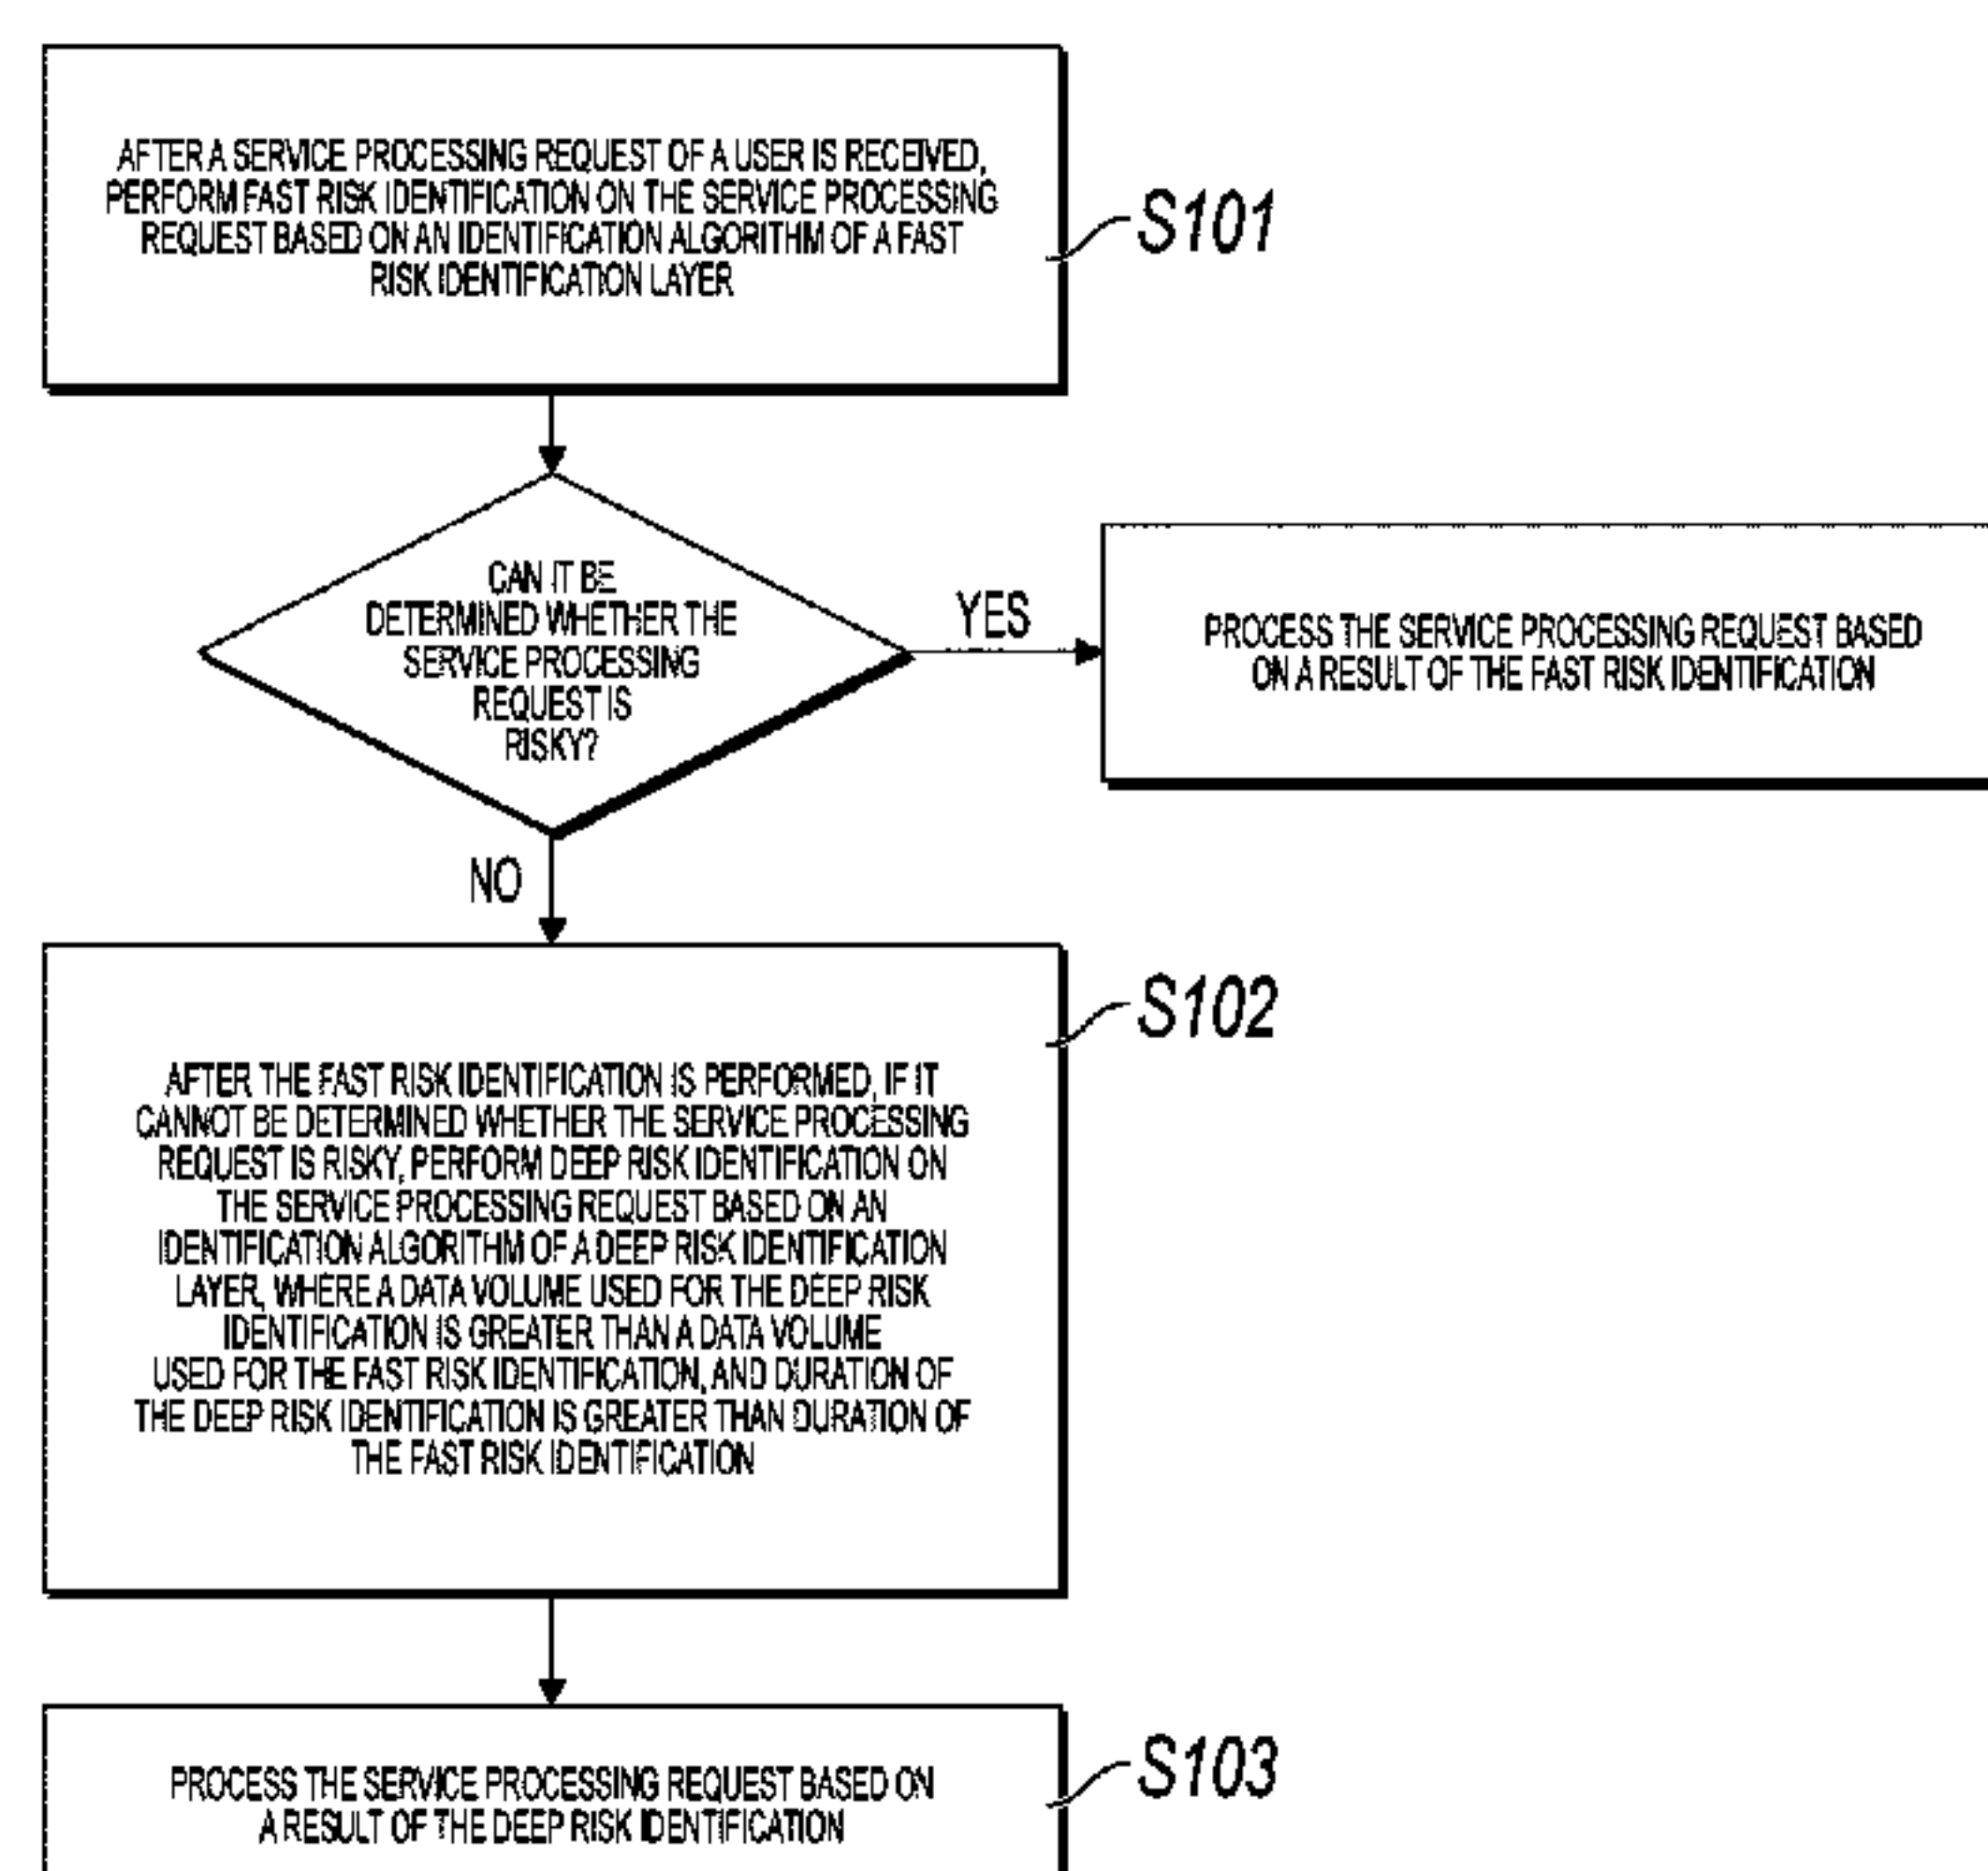 AFTER A SERVICE PROCESSING REQUEST OF A USER IS RECEIVED,
PERFORM FAST RISK IDENTIFICATION ON THE SERVICE PROCESSING
REQUEST BASED ON AN IDENTIFICATION ALGORITHM OF A FAST
RISK IDENTIFICATION LAYER
S101
CAN IT BE
DETERMINED WHETHER THE
SERVICE PROCESSING
REQUEST IS
RISKY?
YES
PROCESS THE SERVICE PROCESSING REQUEST BASED
ON A RESULT OF THE FAST RISK IDENTIFICATION
NO
S102
AFTER THE FAST RISK IDENTIFICATION IS PERFORMED, IF IT
CANNOT BE DETERMINED WHETHER THE SERVICE PROCESSING
REQUEST IS RISKY, PERFORM DEEP RISK IDENTIFICATION ON
THE SERVICE PROCESSING REQUEST BASED ON AN
IDENTIFICATION ALGORITHM OF A DEEP RISK IDENTIFICATION
LAYER, WHERE A DATA VOLUME USED FOR THE DEEP RISK
IDENTIFICATION IS GREATER THAN A DATA VOLUME
USED FOR THE FAST RISK IDENTIFICATION, AND DURATION OF
THE DEEP RISK IDENTIFICATION IS GREATER THAN DURATION OF
THE FAST RISK IDENTIFICATION
S103
PROCESS THE SERVICE PROCESSING REQUEST BASED ON
A RESULT OF THE DEEP RISK IDENTIFICATION